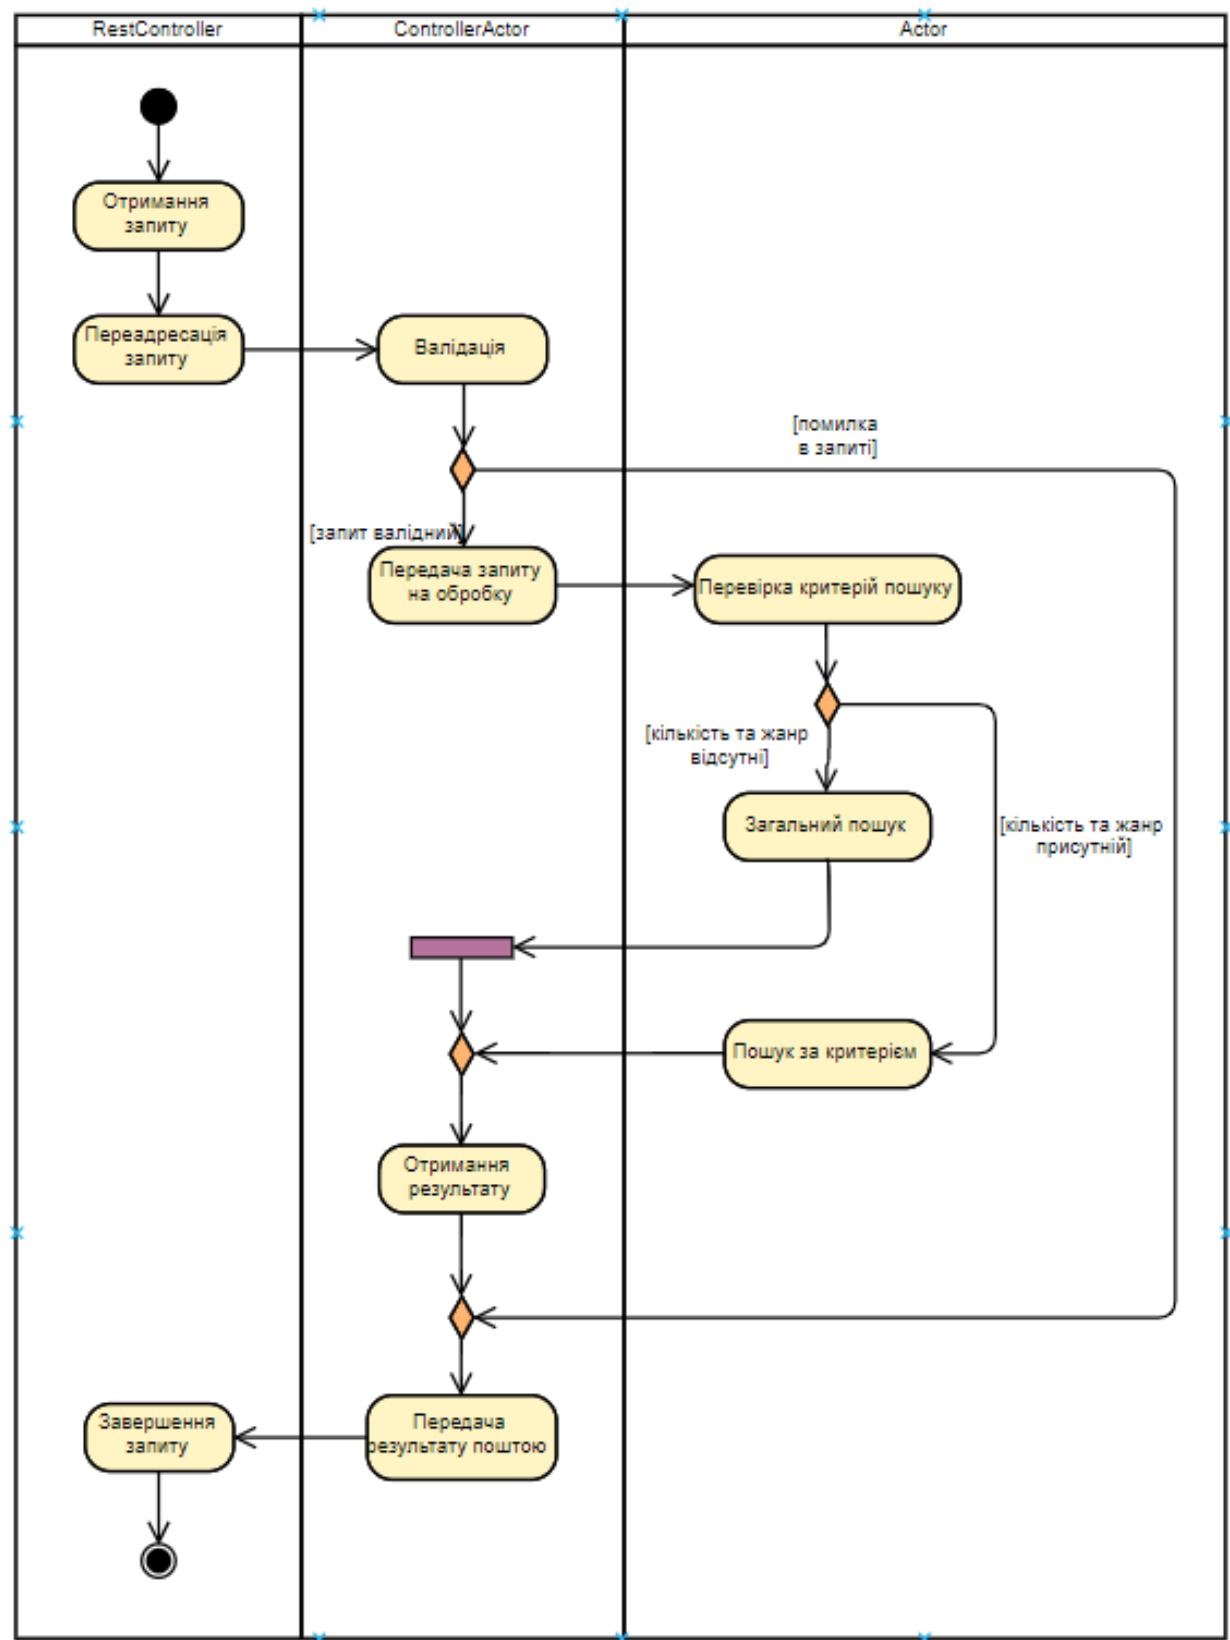 RestController
ControllerActor
Actor
Отримання
запиту
Переадресація
запиту
Валідація
[помилка
в запиті]
[запит валідний]
Передача запиту
на обробку
Перевірка критерій пошуку
[кількість та жанр
відсутні]
Загальний пошук
[кількість та жанр
присутній]
Пошук за критерієм
Отримання
результату
Передача
результату поштою
Завершення
запиту